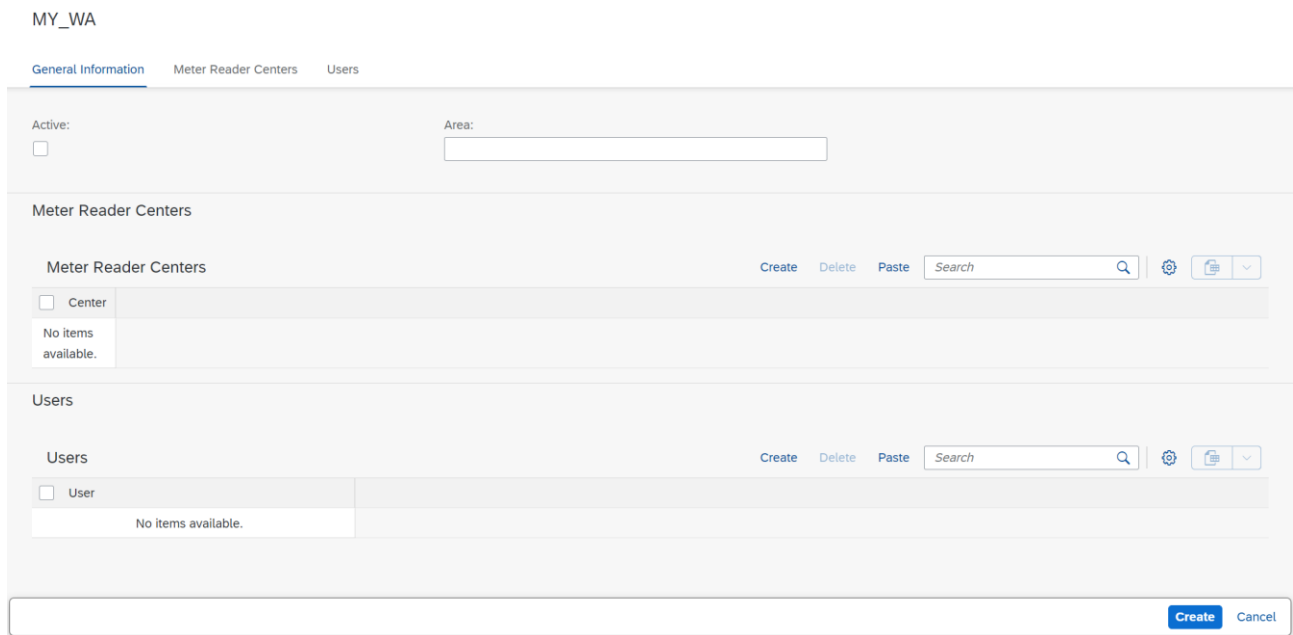 MY_WA
General Information Meter Reader Centers Users
Active: Area:
Meter Reader Centers
Meter Reader Centers Create Delete Paste Search
Center
No items
available.
Users
Users Create Delete Paste Search
User
No items available.
Create Cancel